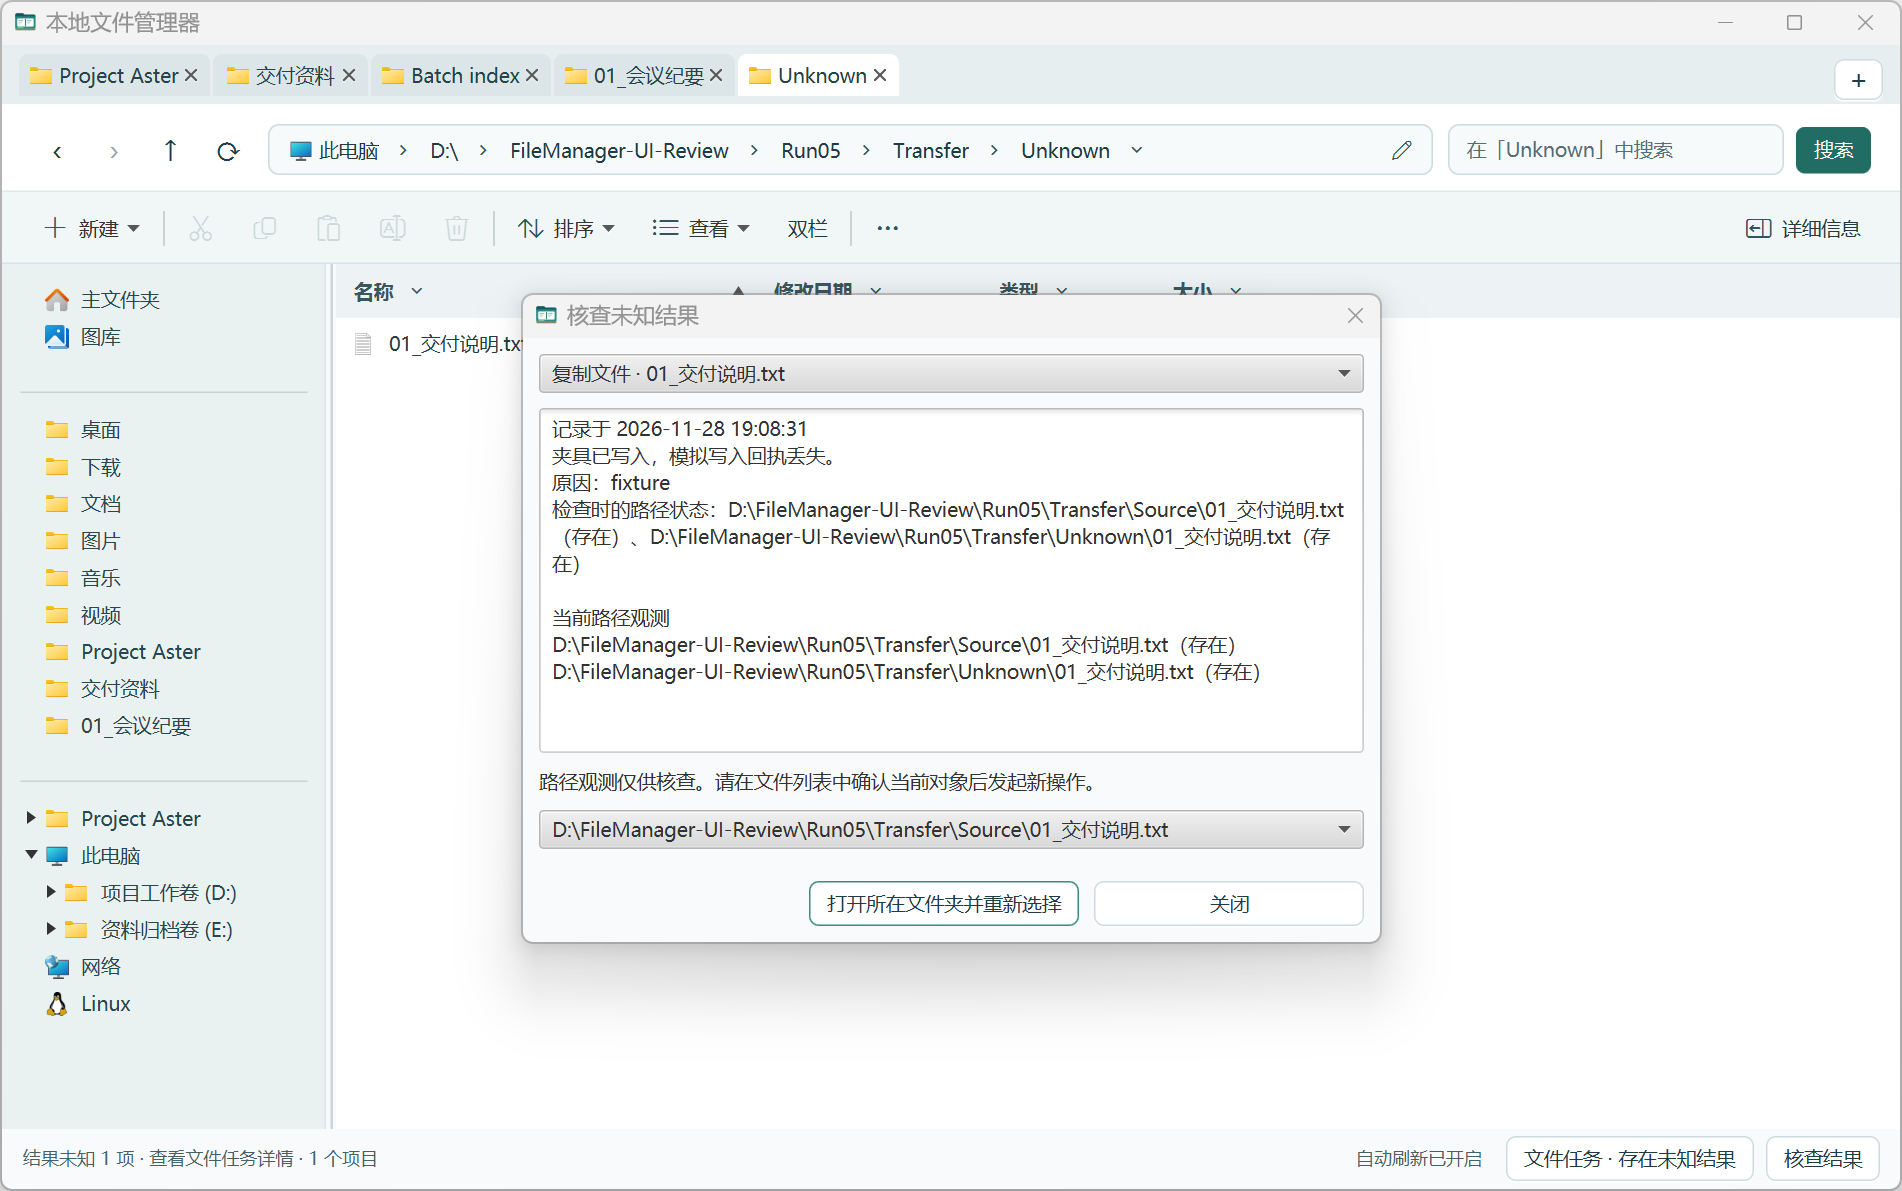 本地文件管理器
Project Aster
交付资料
Batch index
01_会议纪要
Unknown
+
此电脑 › D:\ › FileManager-UI-Review › Run05 › Transfer › Unknown
在「Unknown」中搜索
搜索
新建
排序
查看
双栏
详细信息
主文件夹
图库
桌面
下载
文档
图片
音乐
视频
Project Aster
交付资料
01_会议纪要
Project Aster
此电脑
项目工作卷 (D:)
资料归档卷 (E:)
网络
Linux
名称
修改日期
类型
大小
01_交付说明.txt
核查未知结果
复制文件 · 01_交付说明.txt
记录于 2026-11-28 19:08:31
夹具已写入，模拟写入回执丢失。
原因：fixture
检查时的路径状态：D:\FileManager-UI-Review\Run05\Transfer\Source\01_交付说明.txt
（存在）、D:\FileManager-UI-Review\Run05\Transfer\Unknown\01_交付说明.txt（存
在）
当前路径观测
D:\FileManager-UI-Review\Run05\Transfer\Source\01_交付说明.txt（存在）
D:\FileManager-UI-Review\Run05\Transfer\Unknown\01_交付说明.txt（存在）
路径观测仅供核查。请在文件列表中确认当前对象后发起新操作。
D:\FileManager-UI-Review\Run05\Transfer\Source\01_交付说明.txt
打开所在文件夹并重新选择
关闭
结果未知 1 项 · 查看文件任务详情 · 1 个项目
自动刷新已开启
文件任务 · 存在未知结果
核查结果